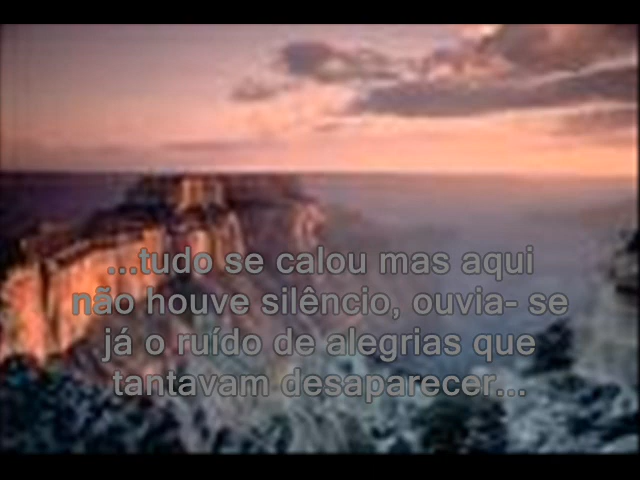 ...tudo se calou mas aqui
não houve silêncio, ouvia- se
já o ruído de alegrias que
tantavam desaparecer...